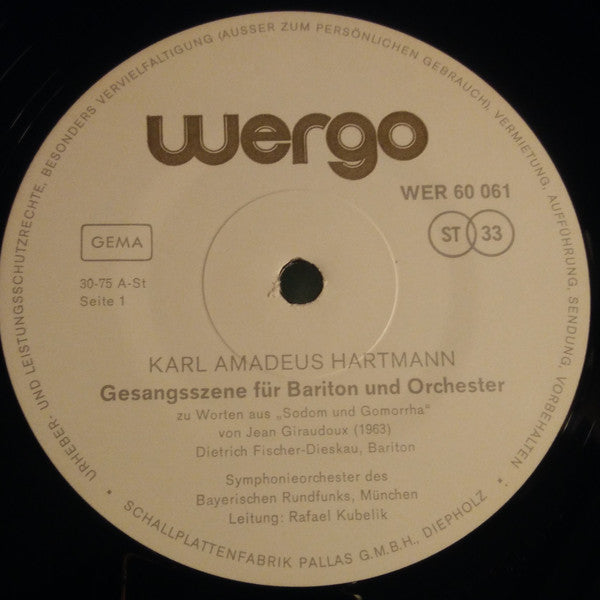 URHEBER- UND LEISTUNGSSCHUTZRECHTE, BESONDERS VERVIELFÄLTIGUNG (AUSSER ZUM PERSÖNLICHEN GEBRAUCH), VERMIETUNG, AUFFÜHRUNG, SENDUNG, VORBEHALTEN
wergo
WER 60 061
GEMA
ST 33
30-75 A-St
Seite 1
KARL AMADEUS HARTMANN
Gesangsszene für Bariton und Orchester
zu Worten aus „Sodom und Gomorrha“
von Jean Giraudoux (1963)
Dietrich Fischer-Dieskau, Bariton
Symphonieorchester des
Bayerischen Rundfunks, München
Leitung: Rafael Kubelik
• SCHALLPLATTENFABRIK PALLAS G.M.B.H., DIEPHOLZ •